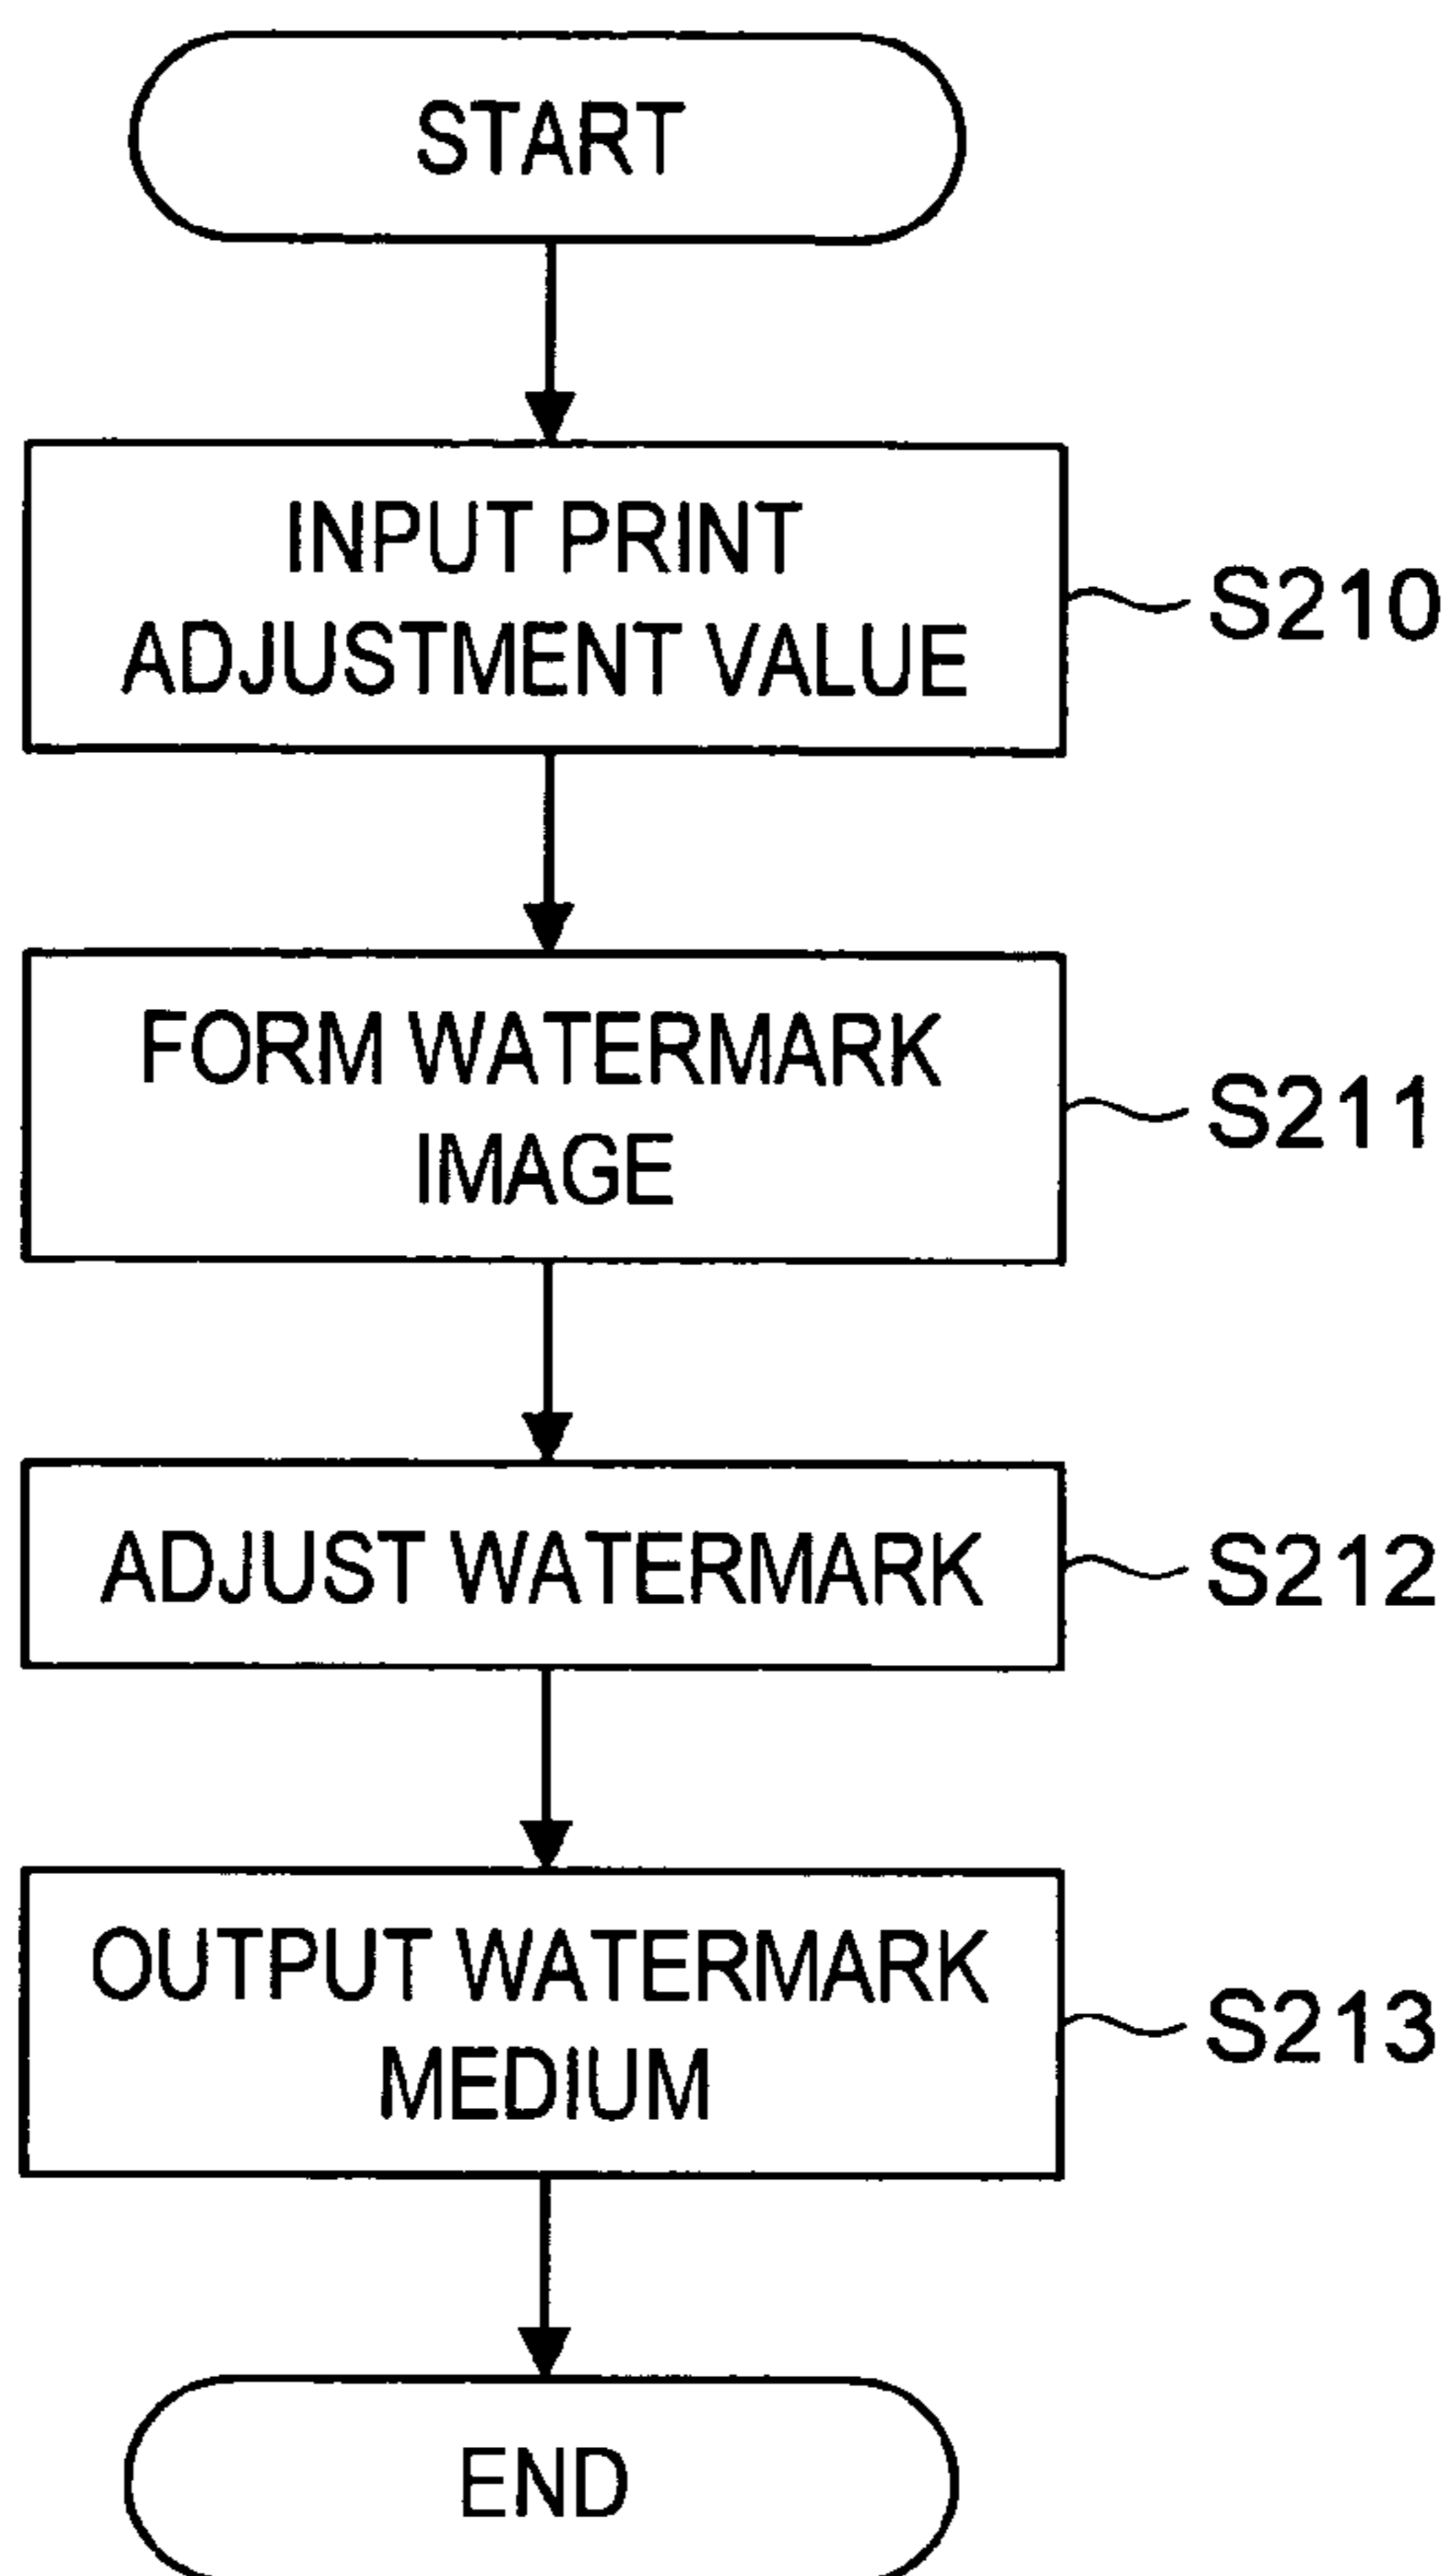 START
INPUT PRINT
ADJUSTMENT VALUE
S210
FORM WATERMARK
IMAGE
S211
ADJUST WATERMARK
S212
OUTPUT WATERMARK
MEDIUM
S213
END